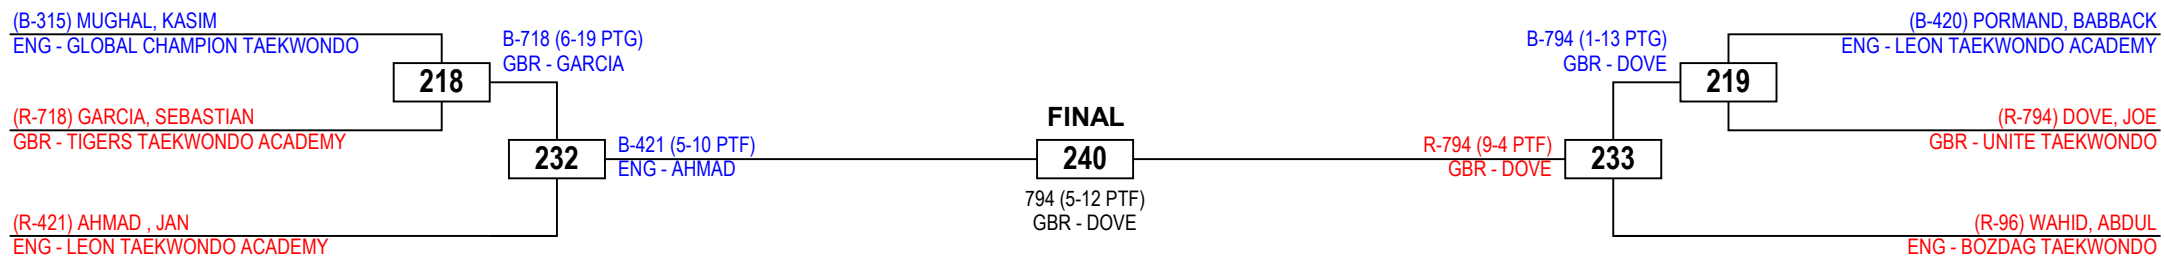 (B-315) MUGHAL, KASIM
ENG - GLOBAL CHAMPION TAEKWONDO
218
(R-718) GARCIA, SEBASTIAN
GBR - TIGERS TAEKWONDO ACADEMY
B-718 (6-19 PTG)
GBR - GARCIA
232
(R-421) AHMAD , JAN
ENG - LEON TAEKWONDO ACADEMY
B-421 (5-10 PTF)
ENG - AHMAD
FINAL
240
794 (5-12 PTF)
GBR - DOVE
R-794 (9-4 PTF)
GBR - DOVE
233
B-794 (1-13 PTG)
GBR - DOVE
219
(B-420) PORMAND, BABBACK
ENG - LEON TAEKWONDO ACADEMY
(R-794) DOVE, JOE
GBR - UNITE TAEKWONDO
(R-96) WAHID, ABDUL
ENG - BOZDAG TAEKWONDO